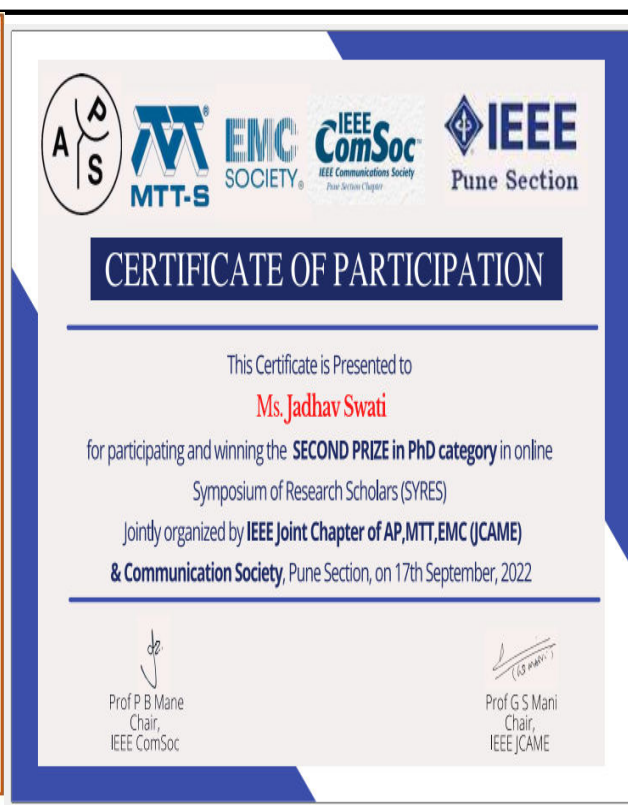 A P S
MTT-S
EMC
SOCIETY®
IEEE
ComSoc™
IEEE Communications Society
Pune Section Chapter
IEEE
Pune Section
CERTIFICATE OF PARTICIPATION
This Certificate is Presented to
Ms. Jadhav Swati
for participating and winning the SECOND PRIZE in PhD category in online
Symposium of Research Scholars (SYRES)
Jointly organized by IEEE Joint Chapter of AP,MTT,EMC (JCAME)
& Communication Society, Pune Section, on 17th September, 2022
Prof P B Mane
Chair,
IEEE ComSoc
(GS MANI)
Prof G S Mani
Chair,
IEEE JCAME